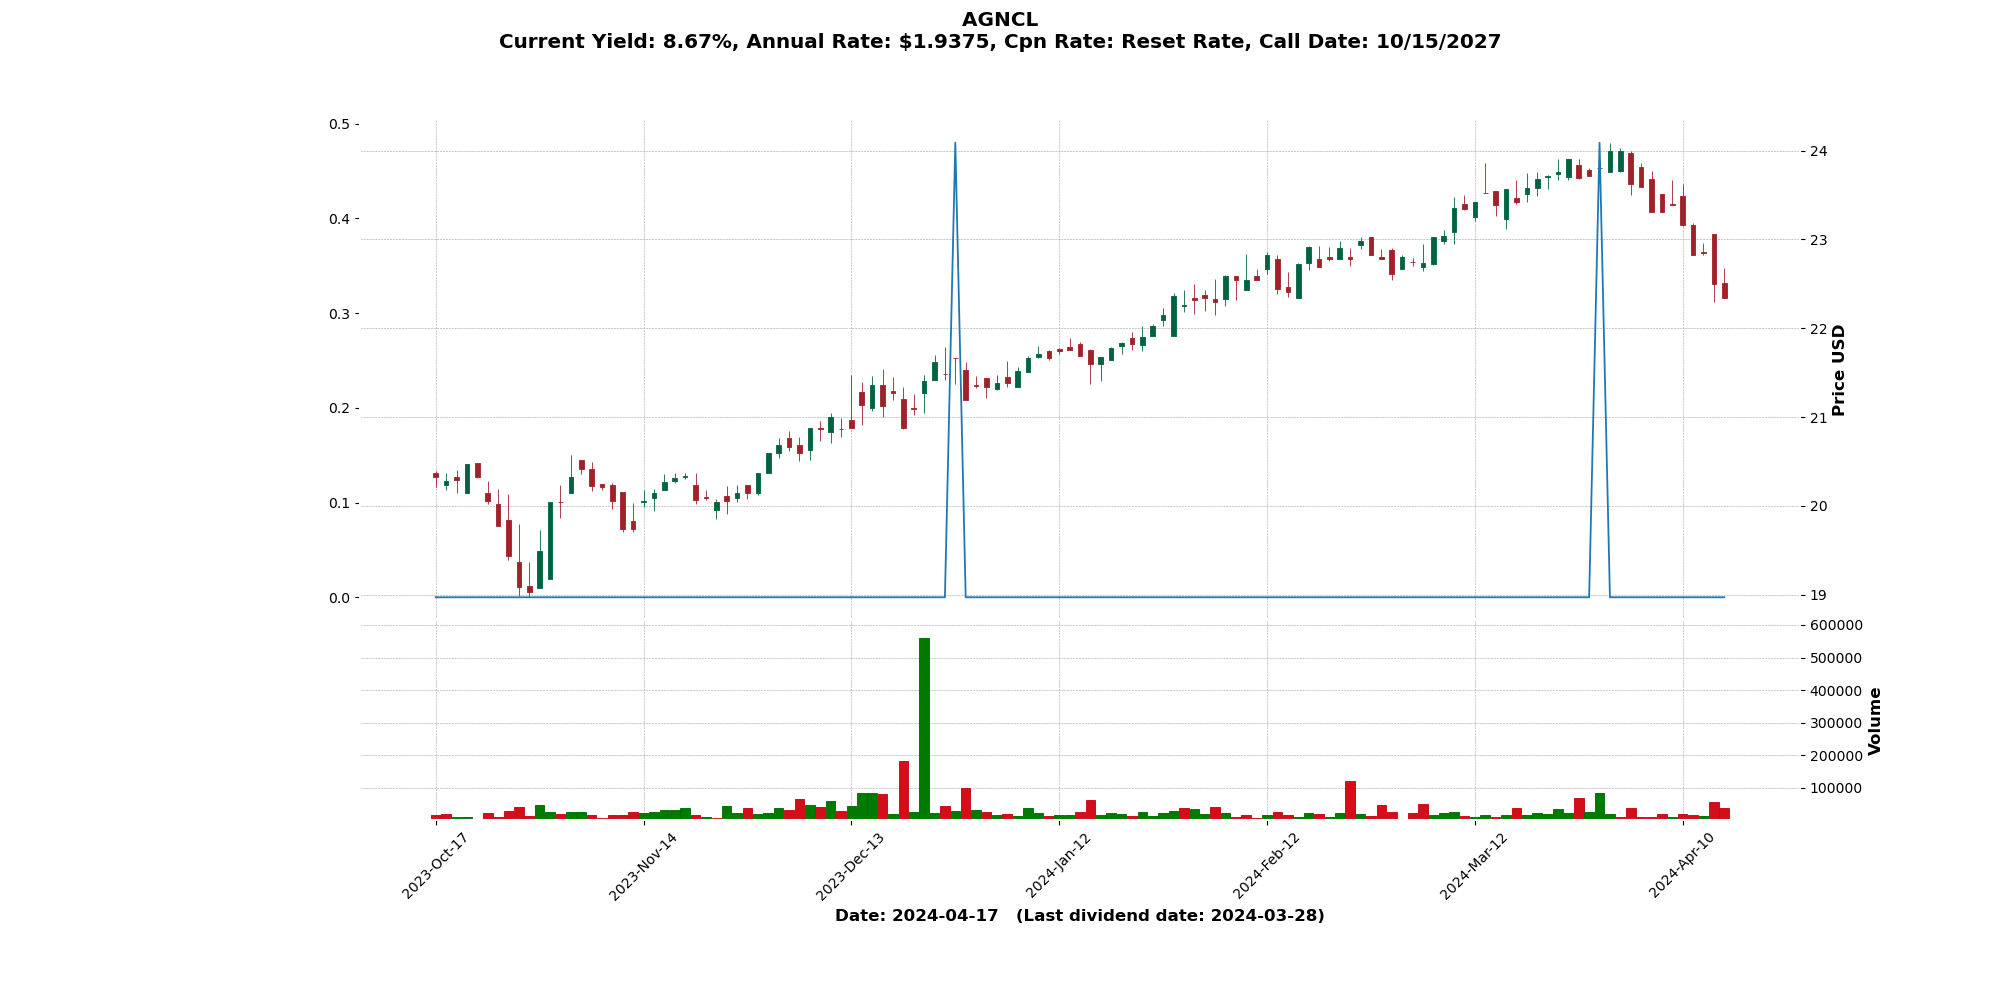 AGNCL
Current Yield: 8.67%, Annual Rate: $1.9375, Cpn Rate: Reset Rate, Call Date: 10/15/2027
0.5
0.4
0.3
0.2
0.1
0.0
24
23
22
21
20
19
Price USD
600000
500000
400000
300000
200000
100000
Volume
2023-Oct-17
2023-Nov-14
2023-Dec-13
2024-Jan-12
2024-Feb-12
2024-Mar-12
2024-Apr-10
Date: 2024-04-17 (Last dividend date: 2024-03-28)